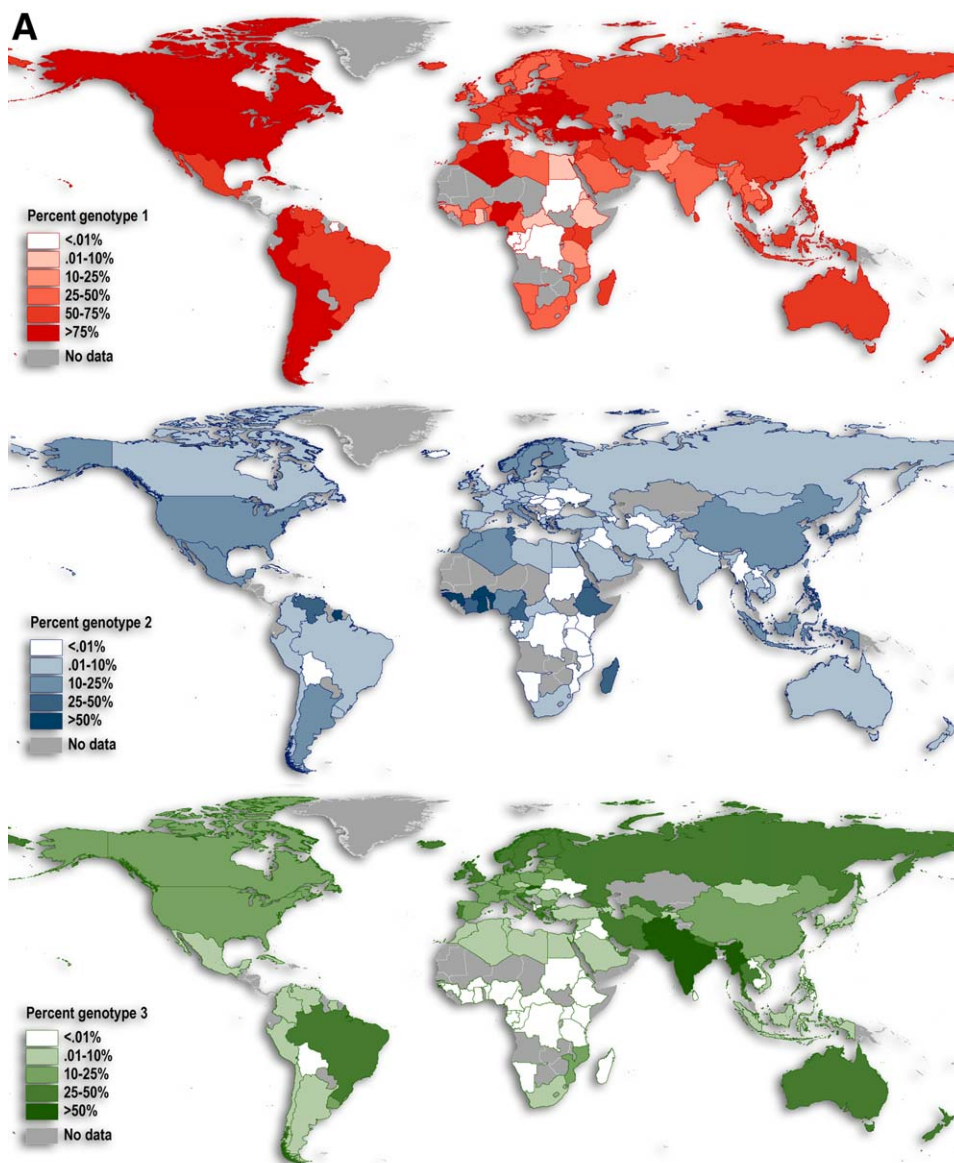 A
Percent genotype 1
<.01%
.01-10%
10-25%
25-50%
50-75%
>75%
No data
Percent genotype 2
<.01%
.01-10%
10-25%
25-50%
>50%
No data
Percent genotype 3
<.01%
.01-10%
10-25%
25-50%
>50%
No data